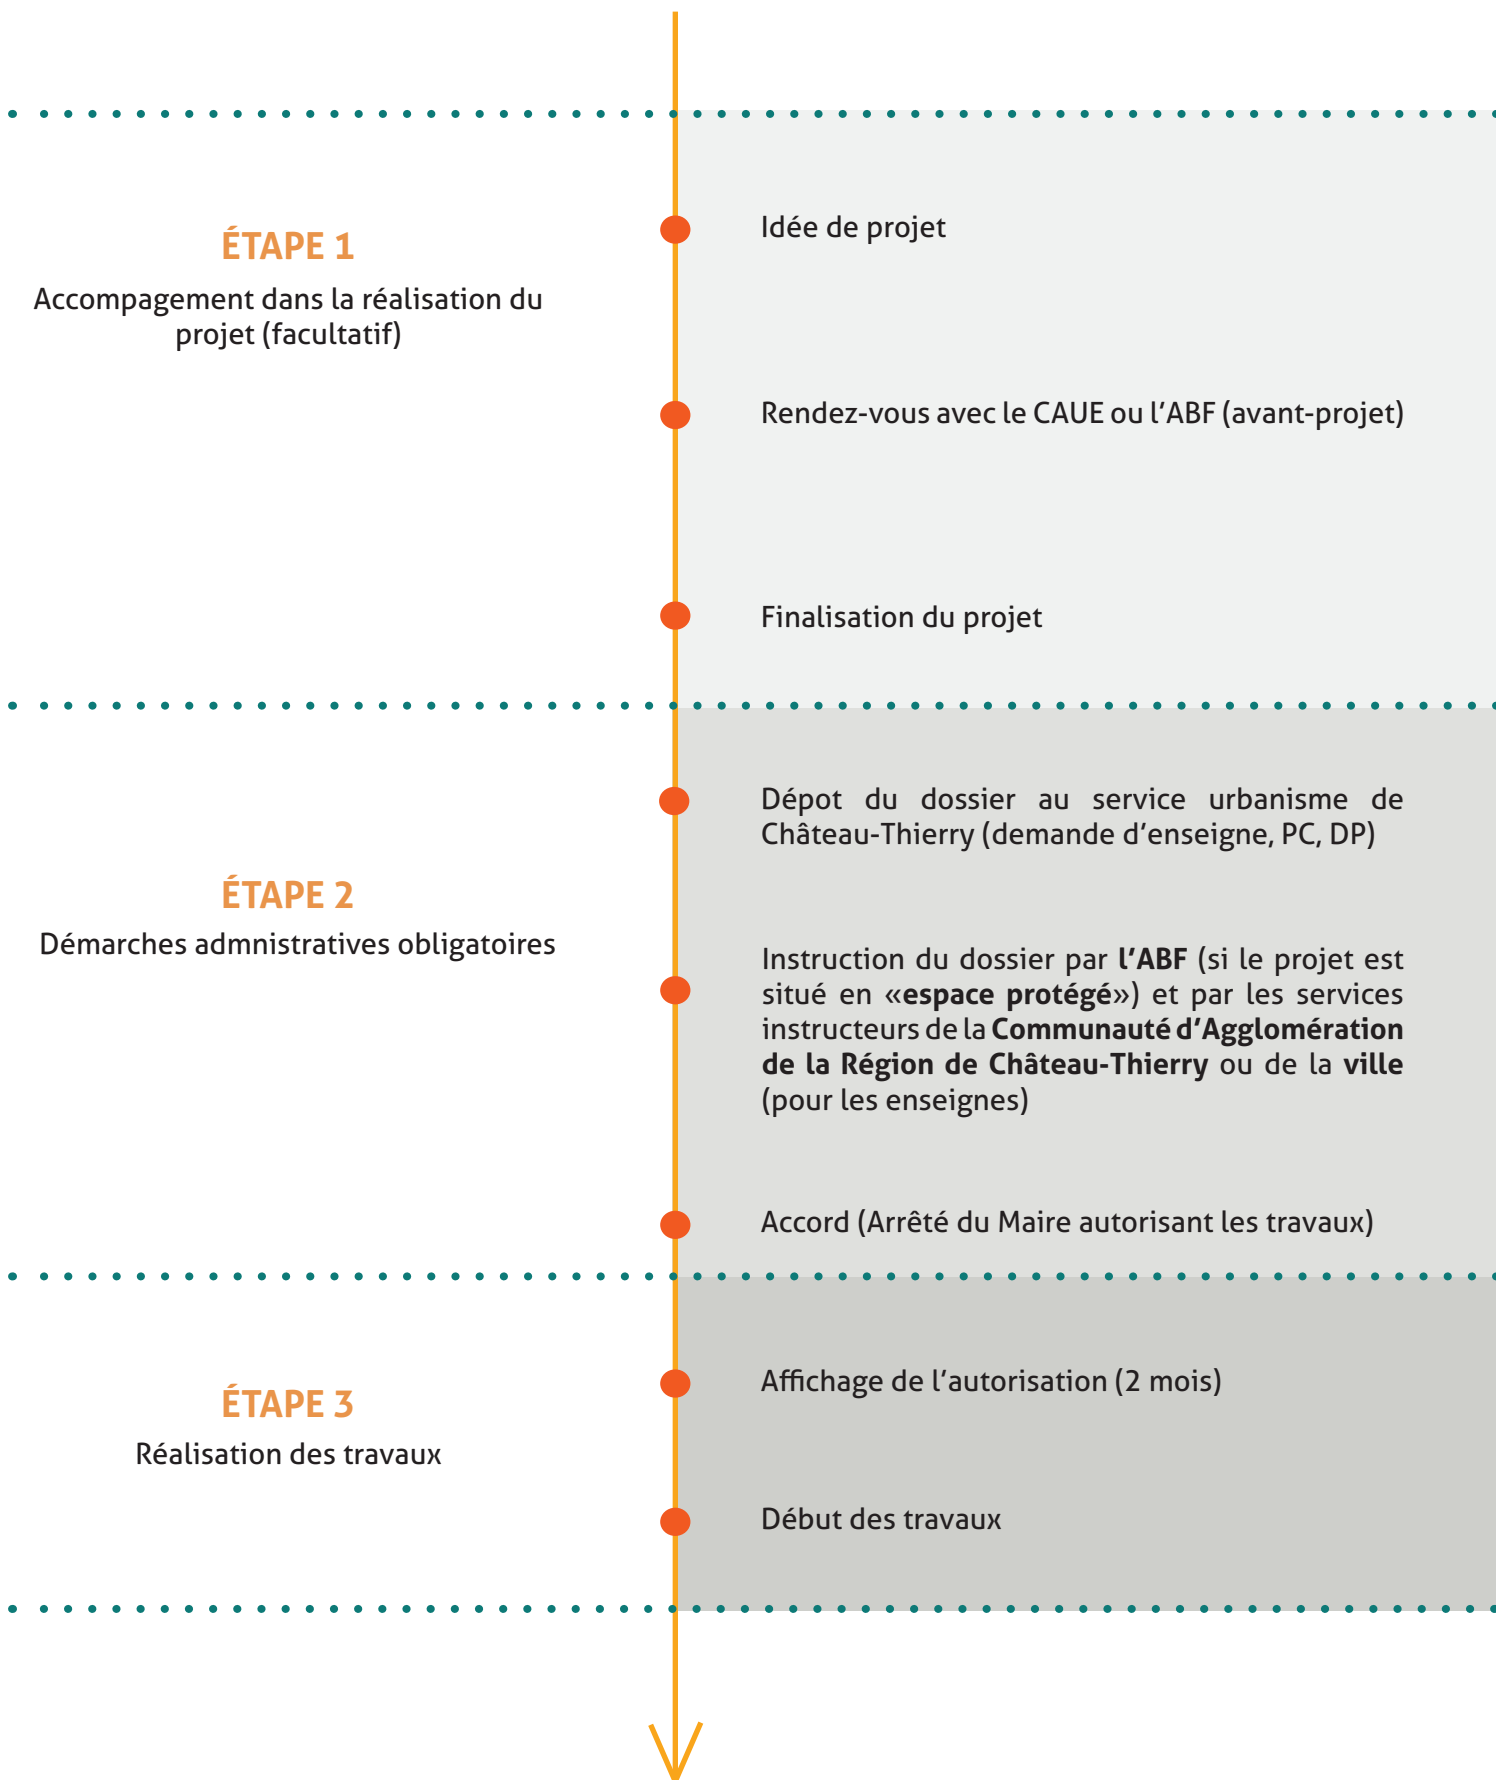 ÉTAPE 1
Accompagement dans la réalisation du
projet (facultatif)
Idée de projet
Rendez-vous avec le CAUE ou l'ABF (avant-projet)
Finalisation du projet
ÉTAPE 2
Démarches admnistratives obligatoires
Dépot du dossier au service urbanisme de
Château-Thierry (demande d'enseigne, PC, DP)
Instruction du dossier par l'ABF (si le projet est
situé en «espace protégé») et par les services
instructeurs de la Communauté d'Agglomération
de la Région de Château-Thierry ou de la ville
(pour les enseignes)
Accord (Arrêté du Maire autorisant les travaux)
ÉTAPE 3
Réalisation des travaux
Affichage de l'autorisation (2 mois)
Début des travaux